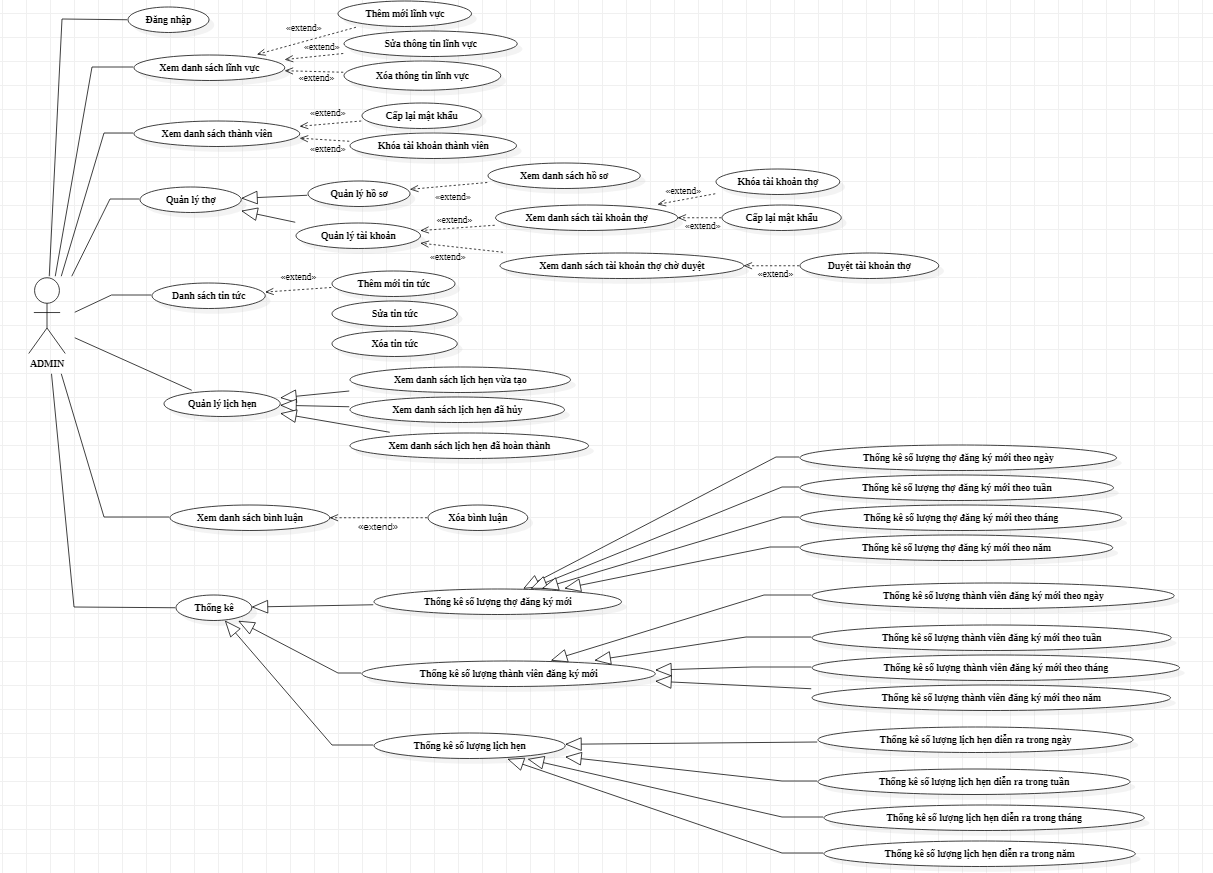 Đăng nhập
Thêm mới lĩnh vực
«extend»
Sửa thông tin lĩnh vực
«extend»
Xem danh sách lĩnh vực
Xóa thông tin lĩnh vực
«extend»
Cấp lại mật khẩu
«extend»
Xem danh sách thành viên
Khóa tài khoản thành viên
«extend»
Xem danh sách hồ sơ
Khóa tài khoản thợ
«extend»
Quản lý thợ
Quản lý hồ sơ
«extend»
Xem danh sách tài khoản thợ
Cấp lại mật khẩu
«extend»
«extend»
Quản lý tài khoản
«extend»
Xem danh sách tài khoản thợ chờ duyệt
Duyệt tài khoản thợ
«extend»
«extend»
Danh sách tin tức
Thêm mới tin tức
Sửa tin tức
Xóa tin tức
ADMIN
Xem danh sách lịch hẹn vừa tạo
Quản lý lịch hẹn
Xem danh sách lịch hẹn đã hủy
Xem danh sách lịch hẹn đã hoàn thành
Thống kê số lượng thợ đăng ký mới theo ngày
Thống kê số lượng thợ đăng ký mới theo tuần
Xem danh sách bình luận
Xóa bình luận
«extend»
Thống kê số lượng thợ đăng ký mới theo tháng
Thống kê số lượng thợ đăng ký mới theo năm
Thống kê
Thống kê số lượng thợ đăng ký mới
Thống kê số lượng thành viên đăng ký mới theo ngày
Thống kê số lượng thành viên đăng ký mới theo tuần
Thống kê số lượng thành viên đăng ký mới
Thống kê số lượng thành viên đăng ký mới theo tháng
Thống kê số lượng thành viên đăng ký mới theo năm
Thống kê số lượng lịch hẹn
Thống kê số lượng lịch hẹn diễn ra trong ngày
Thống kê số lượng lịch hẹn diễn ra trong tuần
Thống kê số lượng lịch hẹn diễn ra trong tháng
Thống kê số lượng lịch hẹn diễn ra trong năm